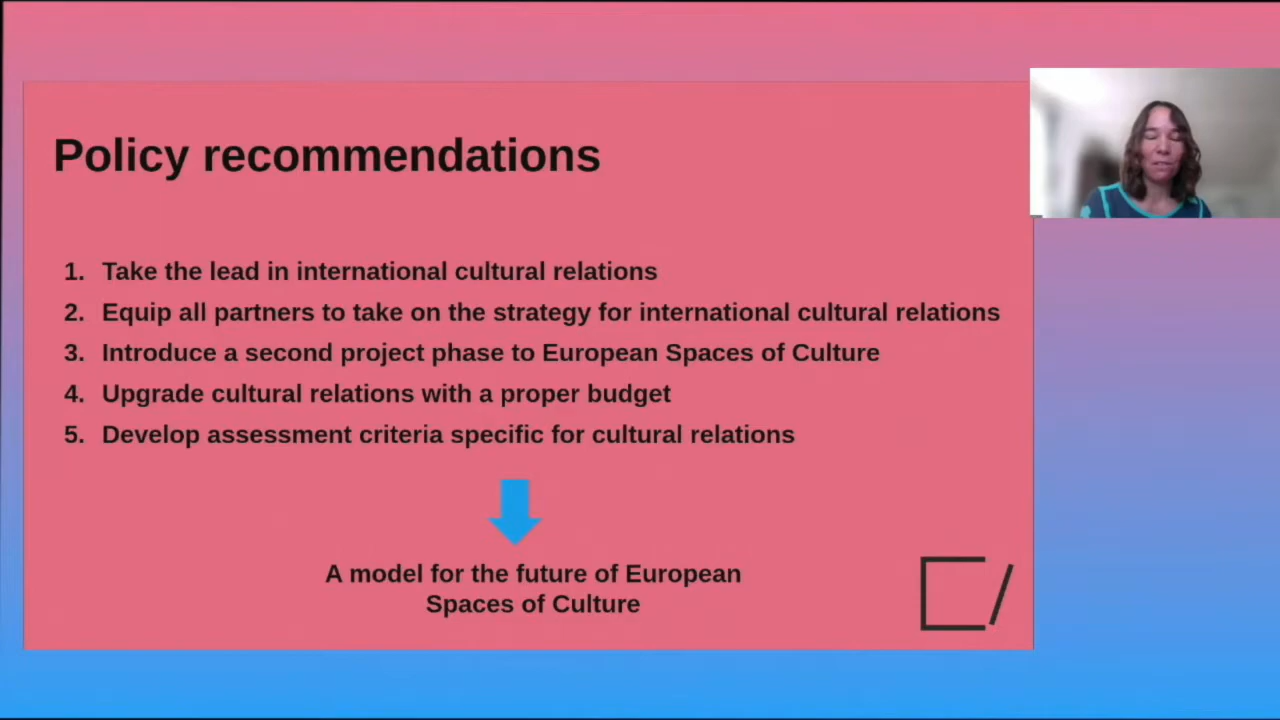 Policy recommendations
1. Take the lead in international cultural relations
2. Equip all partners to take on the strategy for international cultural relations
3. Introduce a second project phase to European Spaces of Culture
4. Upgrade cultural relations with a proper budget
5. Develop assessment criteria specific for cultural relations
A model for the future of European
Spaces of Culture